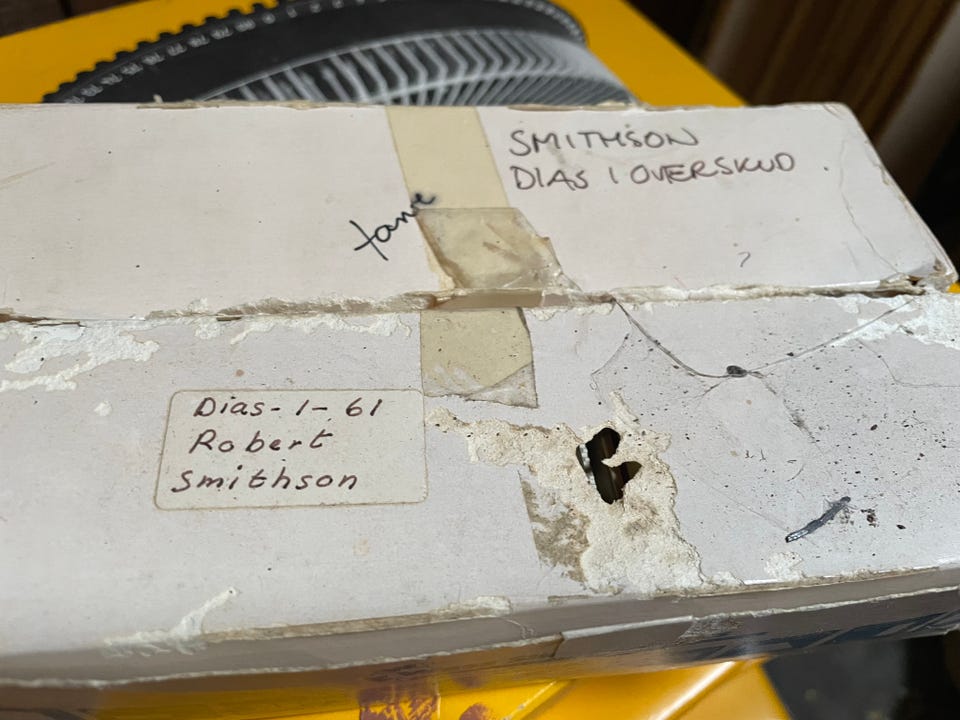 SMITHSON
DIAS I OVERSKUD.
Dias-1-61
Robert
Smithson